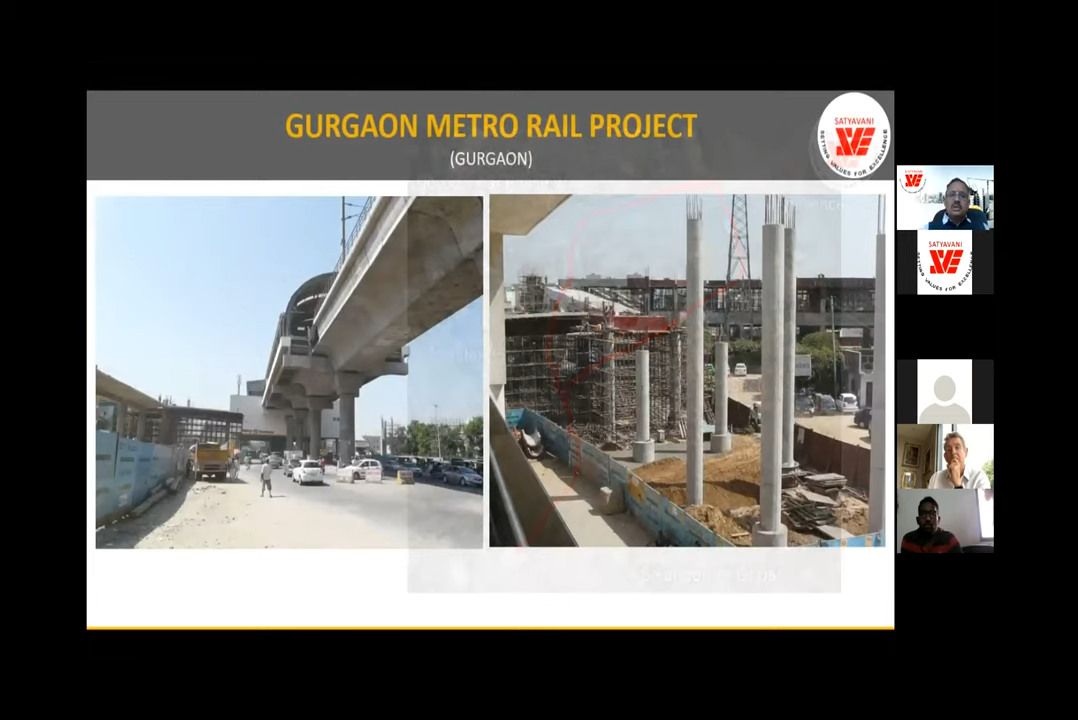 GURGAON METRO RAIL PROJECT
(GURGAON)
SATYAVANI
SETTING VALUES FOR EXCELLENCE
SATYAVANI
SATYAVANI
SETTING VALUES FOR EXCELLENCE